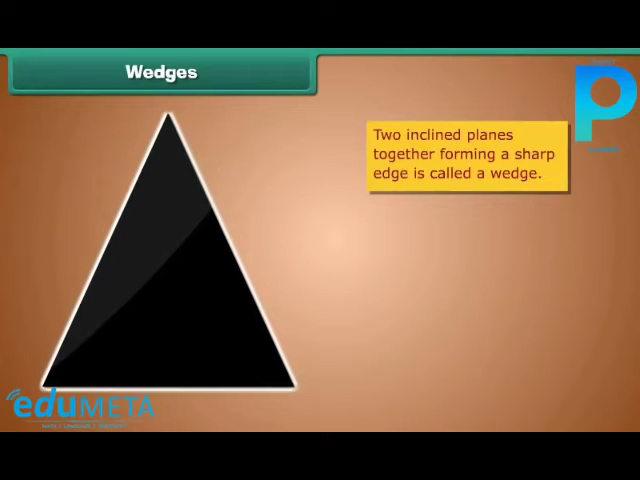 Wedges
Two inclined planes
together forming a sharp
edge is called a wedge.
P
eduMETA